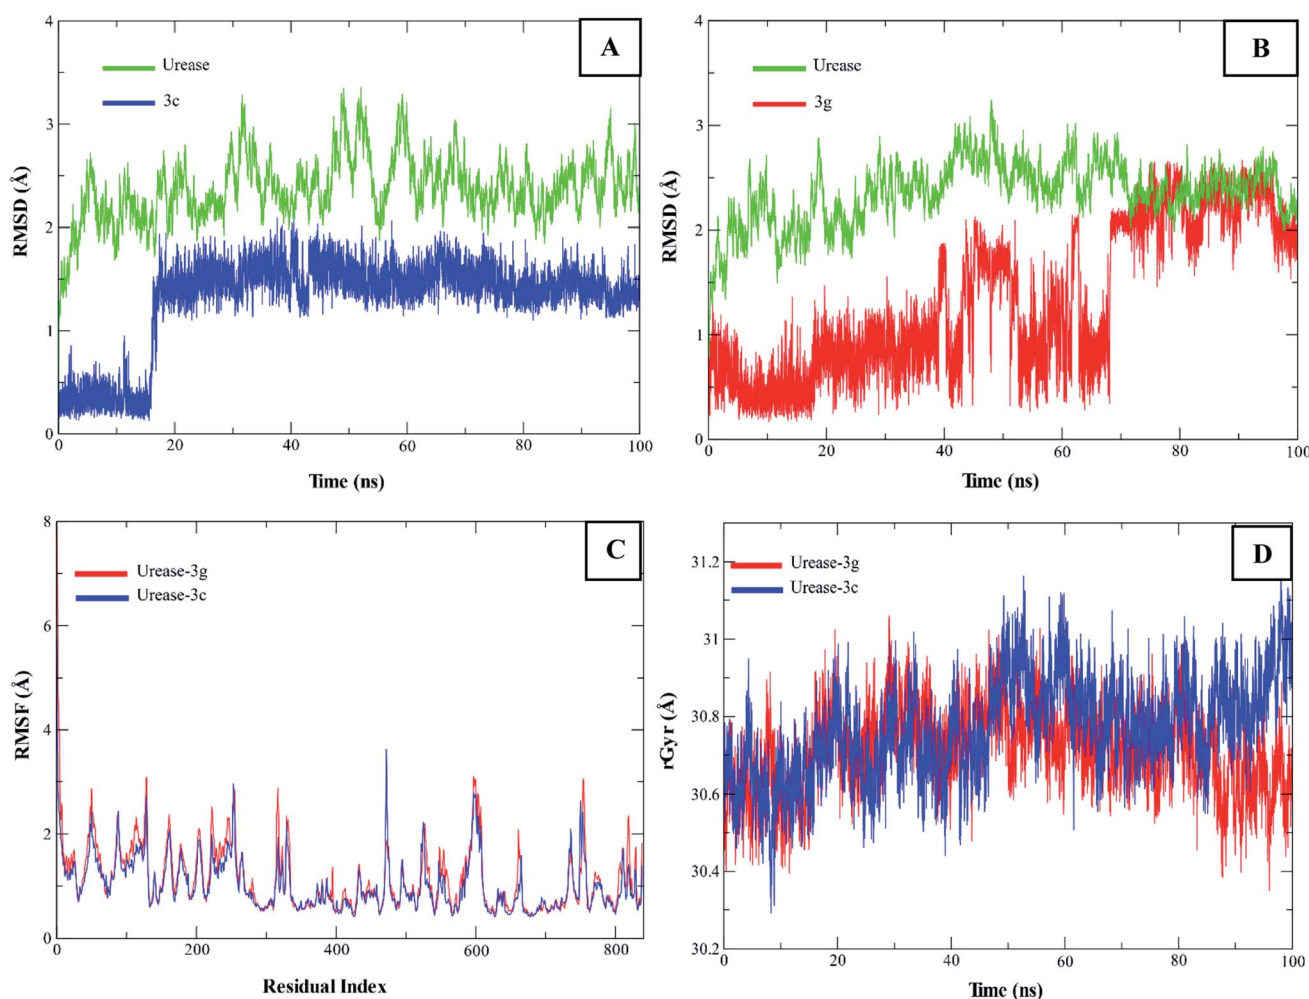 A
Urease
3c
4
3
2
1
0
RMSD (Å)
0 20 40 60 80 100
Time (ns)
B
Urease
3g
4
3
2
1
0
RMSD (Å)
0 20 40 60 80 100
Time (ns)
C
Urease-3g
Urease-3c
8
6
4
2
0
RMSF (Å)
0 200 400 600 800
Residual Index
D
Urease-3g
Urease-3c
31.2
31
30.8
30.6
30.4
30.2
rGyr (Å)
0 20 40 60 80 100
Time (ns)